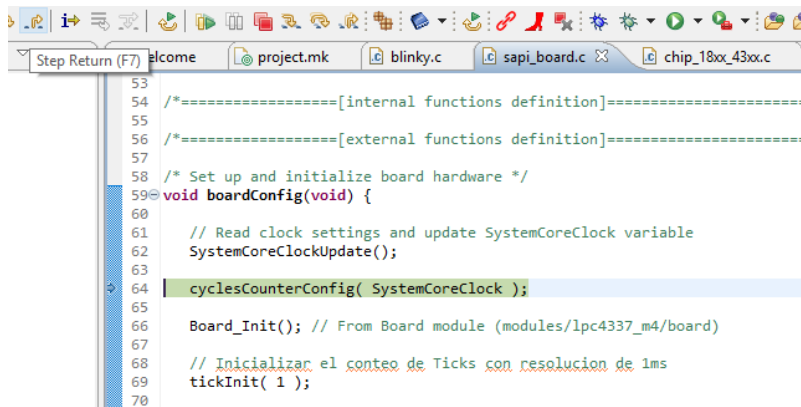 Step Return (F7)
elcome project.mk blinky.c sapi_board.c chip_18xx_43xx.c
53
54 /*==================[internal functions definition]=======================
55
56 /*==================[external functions definition]=======================
57
58 /* Set up and initialize board hardware */
59 void boardConfig(void) {
60
61 // Read clock settings and update SystemCoreClock variable
62 SystemCoreClockUpdate();
63
64 cyclesCounterConfig( SystemCoreClock );
65
66 Board_Init(); // From Board module (modules/lpc4337_m4/board)
67
68 // Inicializar el conteo de Ticks con resolucion de 1ms
69 tickInit( 1 );
70